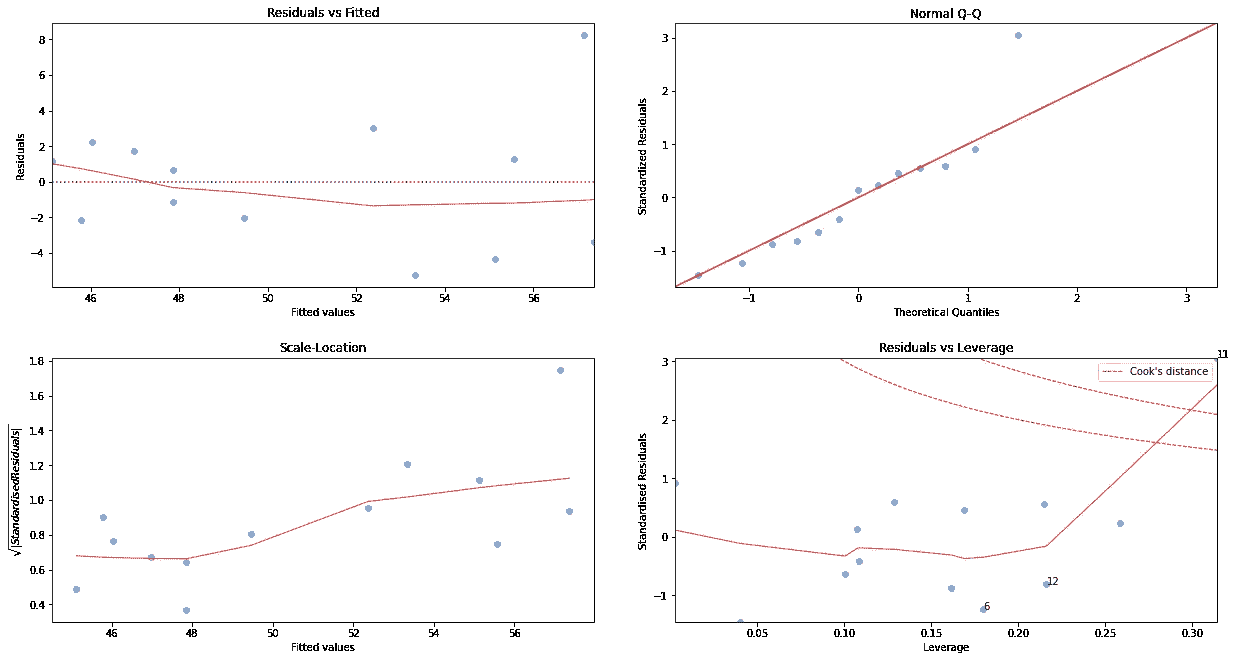 Residuals vs Fitted
8
6
4
2
0
−2
−4
Residuals
46 48 50 52 54 56
Fitted values
Normal Q-Q
3
2
1
0
−1
Standardized Residuals
−1 0 1 2 3
Theoretical Quantiles
Scale-Location
1.8
1.6
1.4
1.2
1.0
0.8
0.6
0.4
√|StandardisedResiduals|
46 48 50 52 54 56
Fitted values
Residuals vs Leverage
11
Cook's distance
3
2
1
0
−1
Standardised Residuals
12
6
0.05 0.10 0.15 0.20 0.25 0.30
Leverage